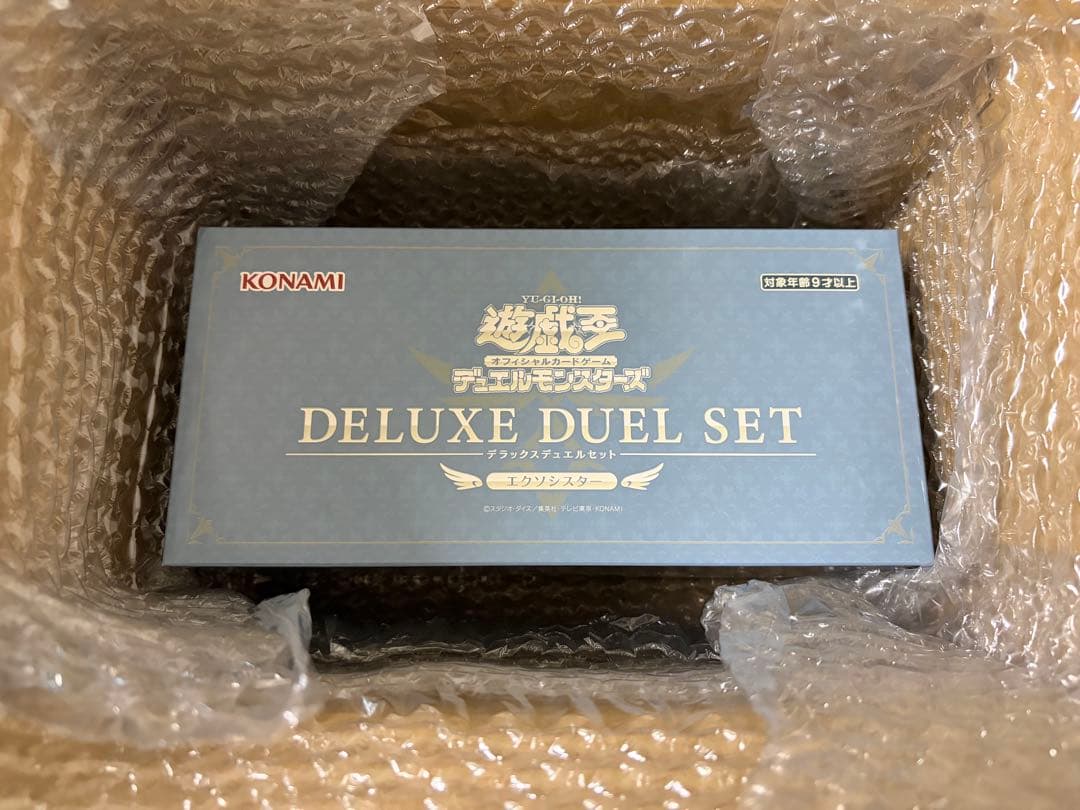 KONAMI
対象年齢9才以上
YU-GI-OH!
遊戯王
オフィシャルカードゲーム
デュエルモンスターズ
DELUXE DUEL SET
デラックスデュエルセット
エクソシスター
©スタジオ・ダイス/集英社・テレビ東京・KONAMI